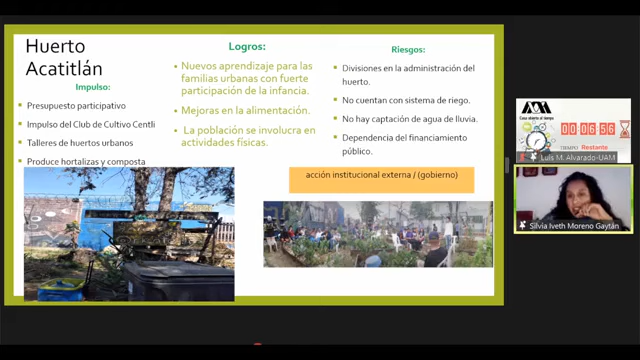 Huerto
Acatitlán
Impulso:
Presupuesto participativo
Impulso del Club de Cultivo Centli
Talleres de huertos urbanos
Produce hortalizas y composta
Logros:
Nuevos aprendizaje para las
familias urbanas con fuerte
participación de la infancia.
Mejoras en la alimentación.
La población se involucra en
actividades físicas.
Riesgos:
Divisiones en la administración del
huerto.
No cuentan con sistema de riego.
No hay captación de agua de lluvia.
Dependencia del financiamiento
público.
acción institucional externa / (gobierno)
Casa abierta al tiempo
00:06:56
TIEMPO Restante
Luis M. Alvarado-UAM
Silvia Iveth Moreno Gaytán